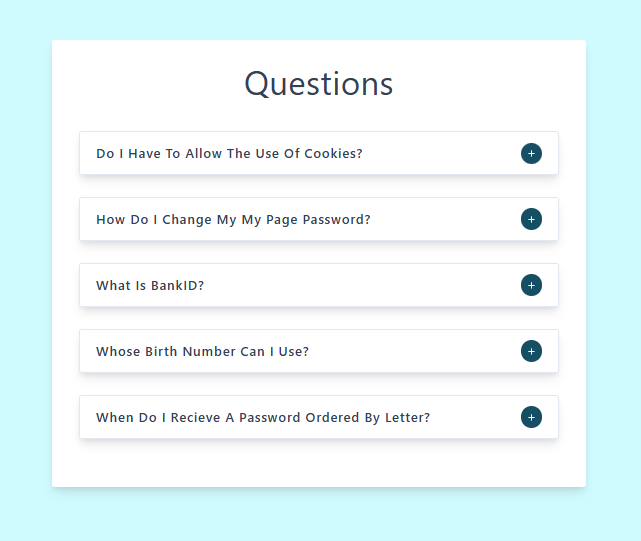 Questions
Do I Have To Allow The Use Of Cookies?
How Do I Change My My Page Password?
What Is BankID?
Whose Birth Number Can I Use?
When Do I Recieve A Password Ordered By Letter?